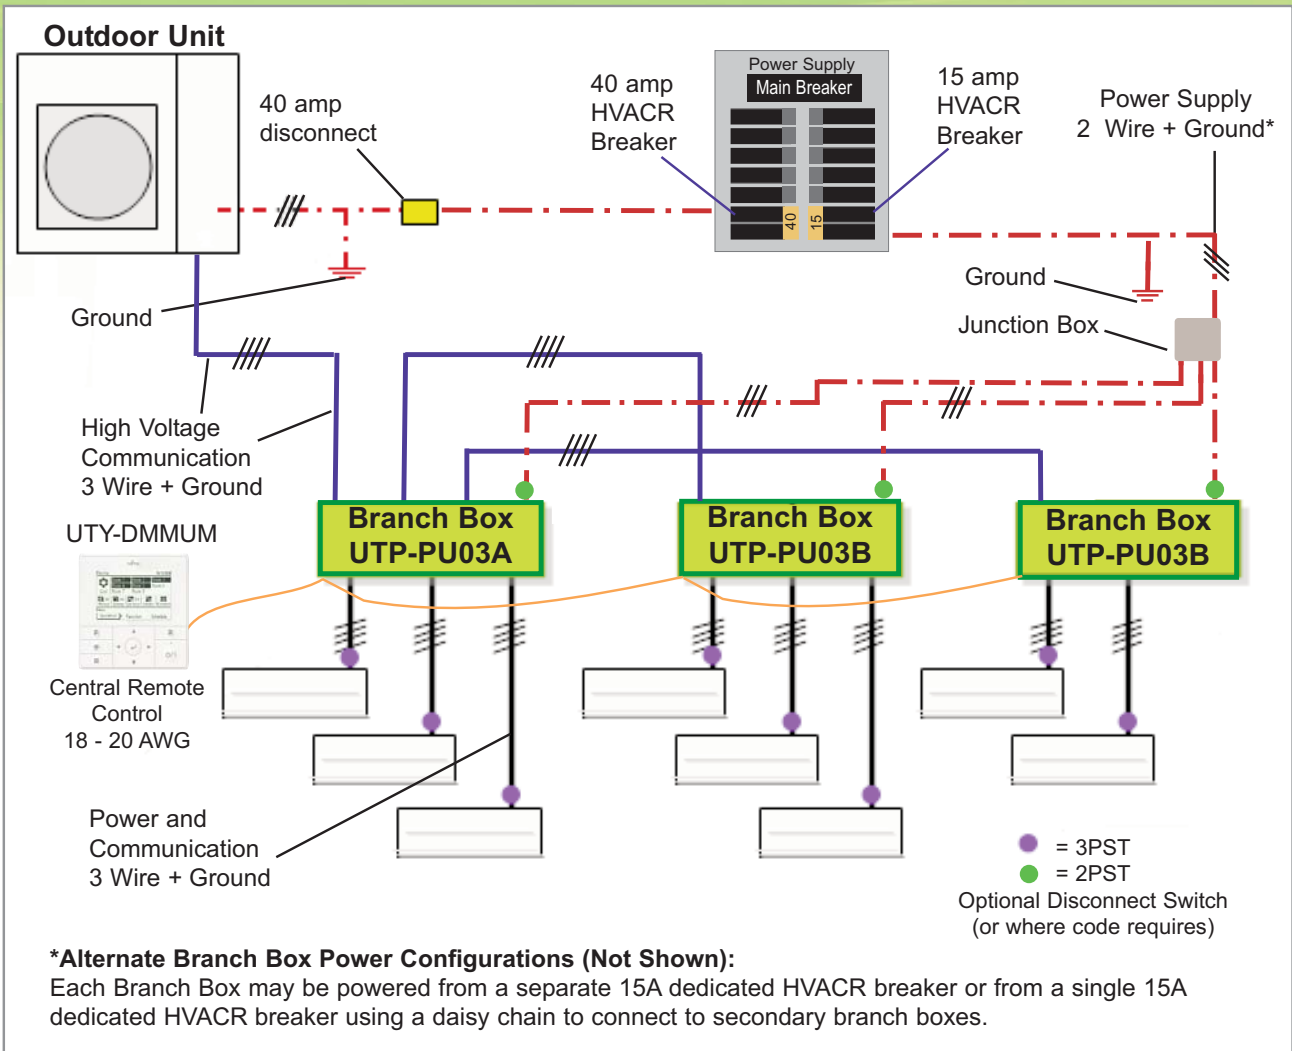 Outdoor Unit
40 amp
disconnect
40 amp
HVACR
Breaker
Power Supply
Main Breaker
40
15
15 amp
HVACR
Breaker
Power Supply
2 Wire + Ground*
Ground
Ground
Junction Box
High Voltage
Communication
3 Wire + Ground
Branch Box
UTP-PU03A
Branch Box
UTP-PU03B
Branch Box
UTP-PU03B
UTY-DMMUM
Central Remote
Control
18 - 20 AWG
Power and
Communication
3 Wire + Ground
= 3PST
= 2PST
Optional Disconnect Switch
(or where code requires)
*Alternate Branch Box Power Configurations (Not Shown):
Each Branch Box may be powered from a separate 15A dedicated HVACR breaker or from a single 15A
dedicated HVACR breaker using a daisy chain to connect to secondary branch boxes.